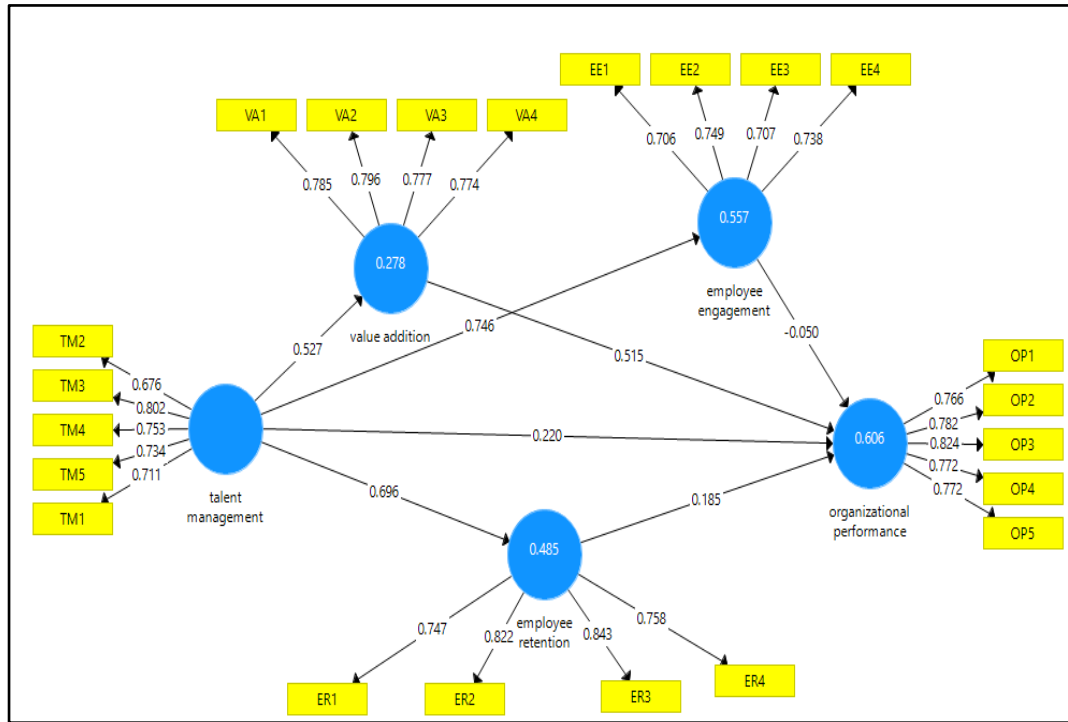 EE1
EE2
EE3
EE4
VA1
VA2
VA3
VA4
0.706
0.749
0.707
0.738
0.785
0.796
0.777
0.774
0.557
0.278
employee
engagement
value addition
0.746
-0.050
TM2
TM3
TM4
TM5
TM1
0.676
0.802
0.753
0.734
0.711
0.527
0.515
talent
management
0.220
0.696
0.185
OP1
OP2
OP3
OP4
OP5
0.766
0.782
0.824
0.772
0.772
0.606
organizational
performance
0.485
employee
retention
0.747
0.822
0.843
0.758
ER1
ER2
ER3
ER4